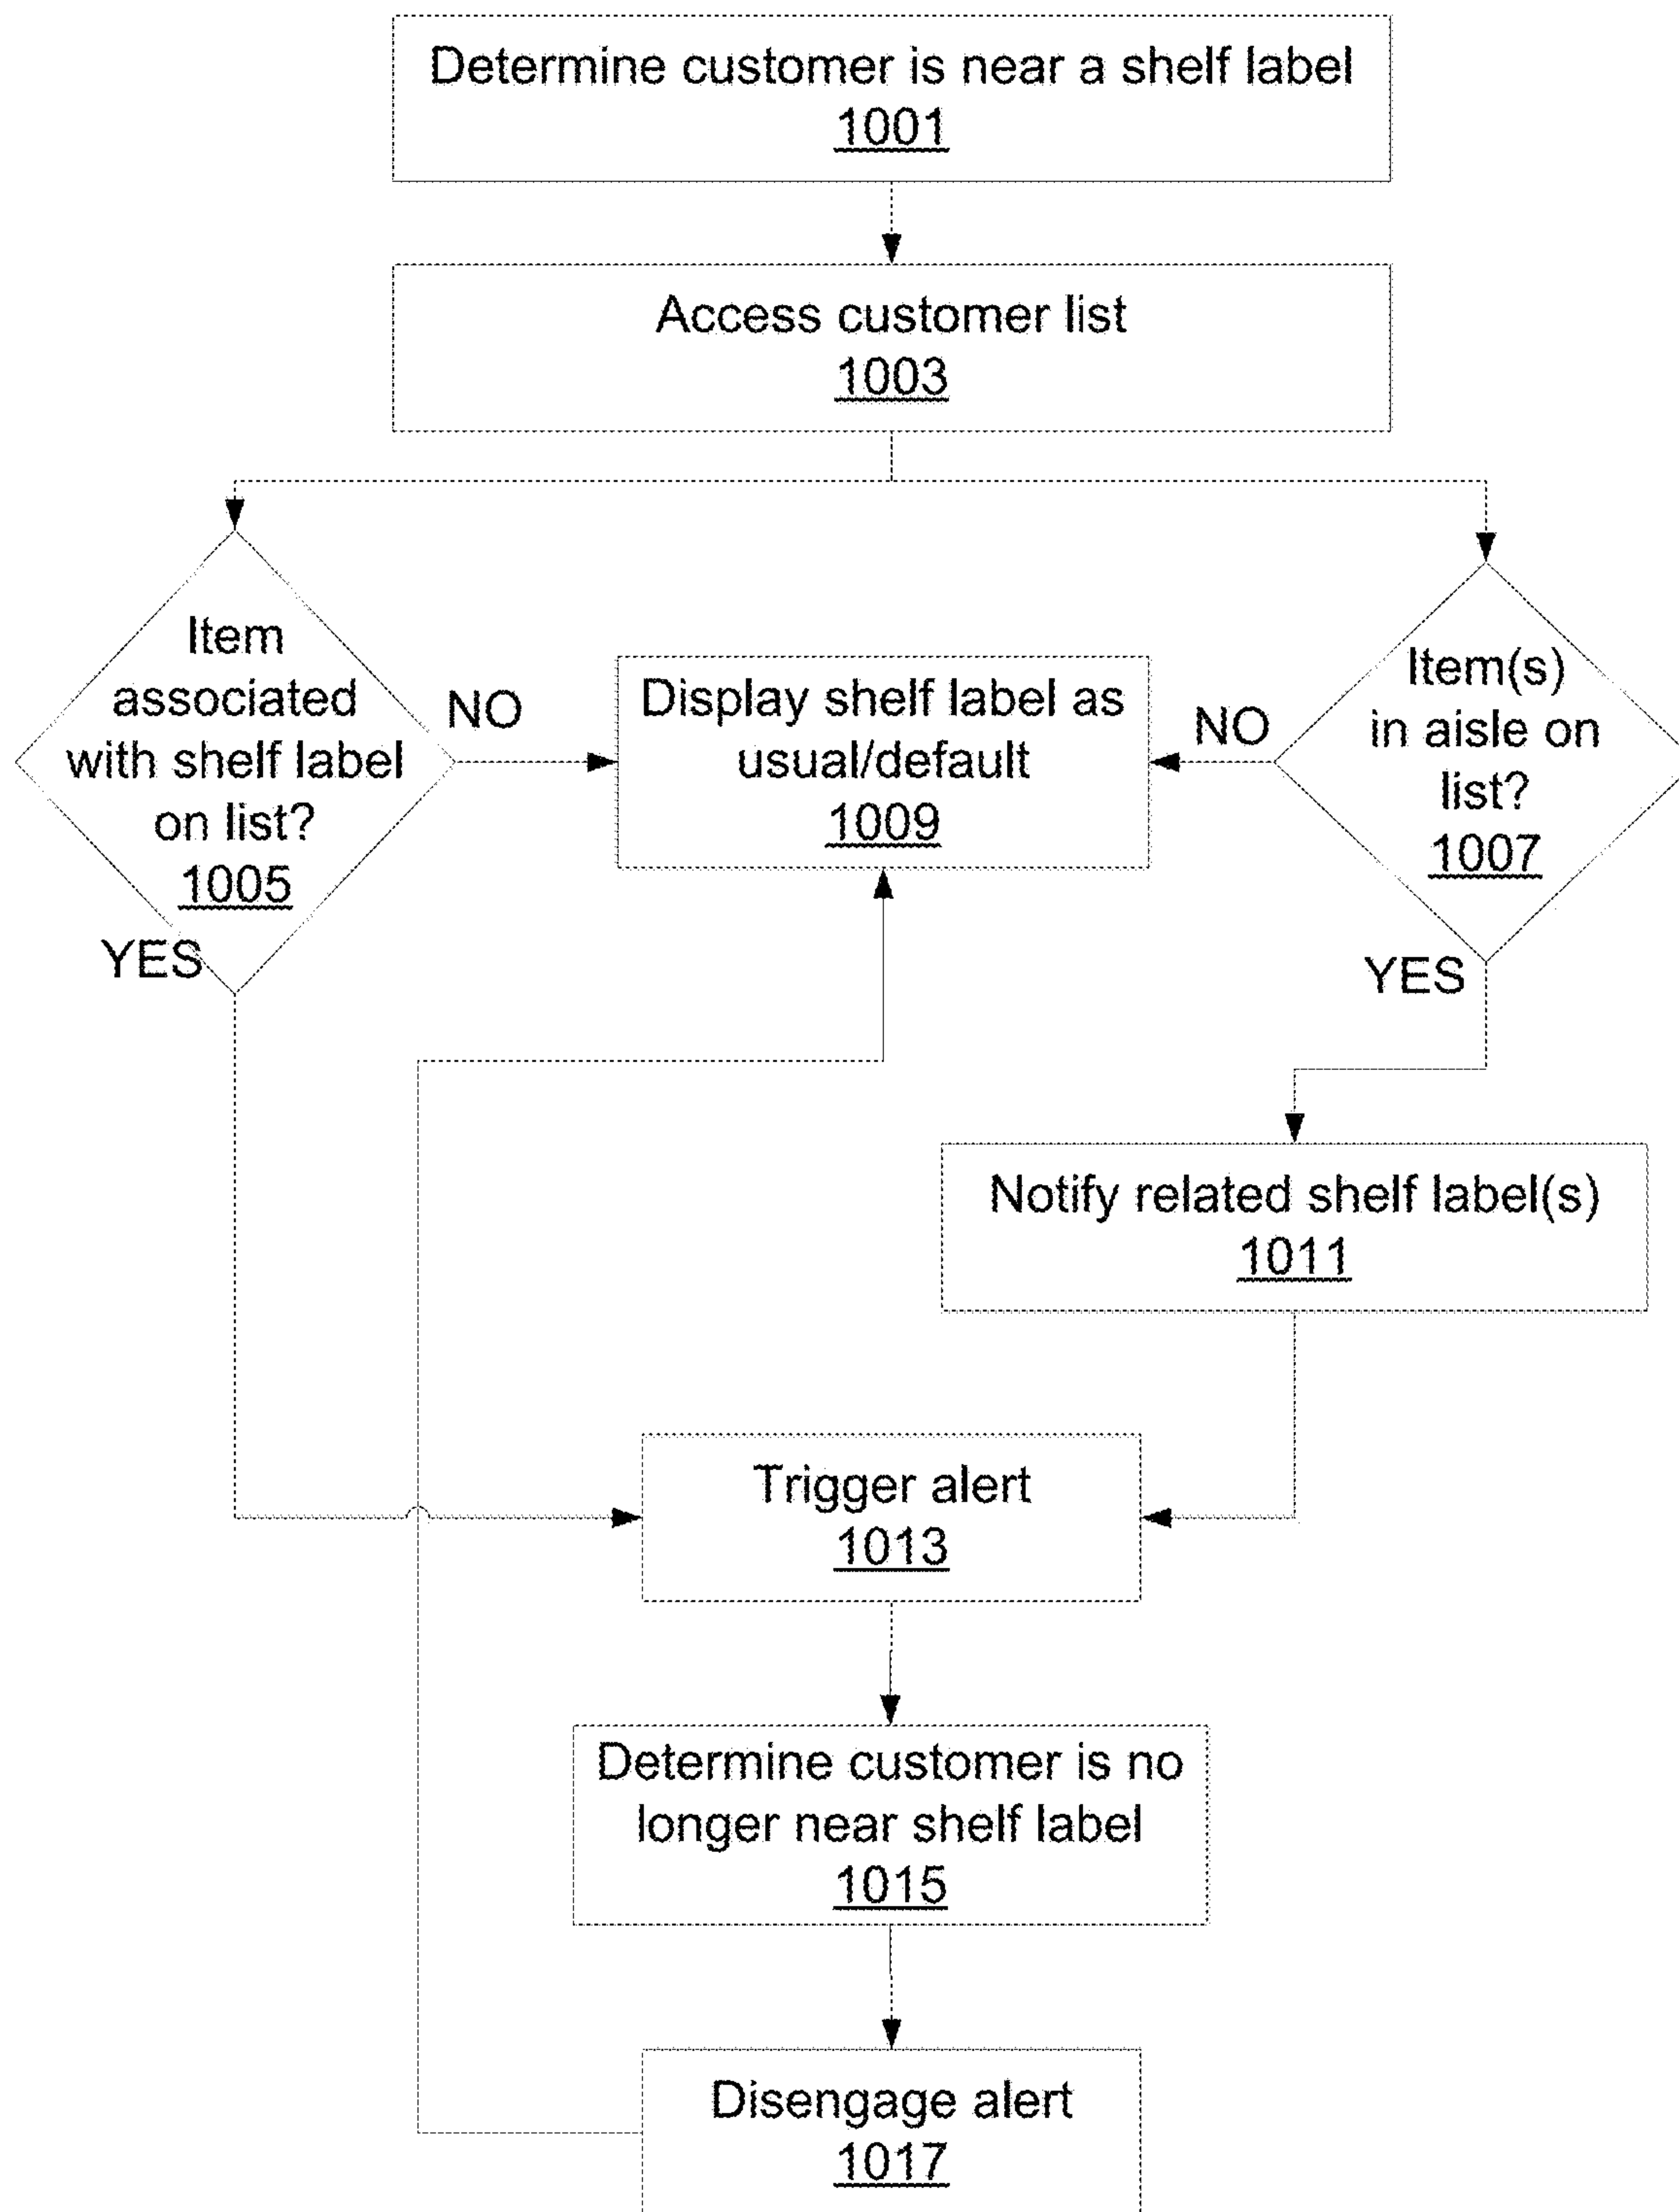 Determine customer is near a shelf label
1001
Access customer list
1003
Item
associated
with shelf label
on list?
1005
NO
Display shelf label as
usual/default
1009
NO
Item(s)
in aisle on
list?
1007
YES
YES
Notify related shelf label(s)
1011
Trigger alert
1013
Determine customer is no
longer near shelf label
1015
Disengage alert
1017